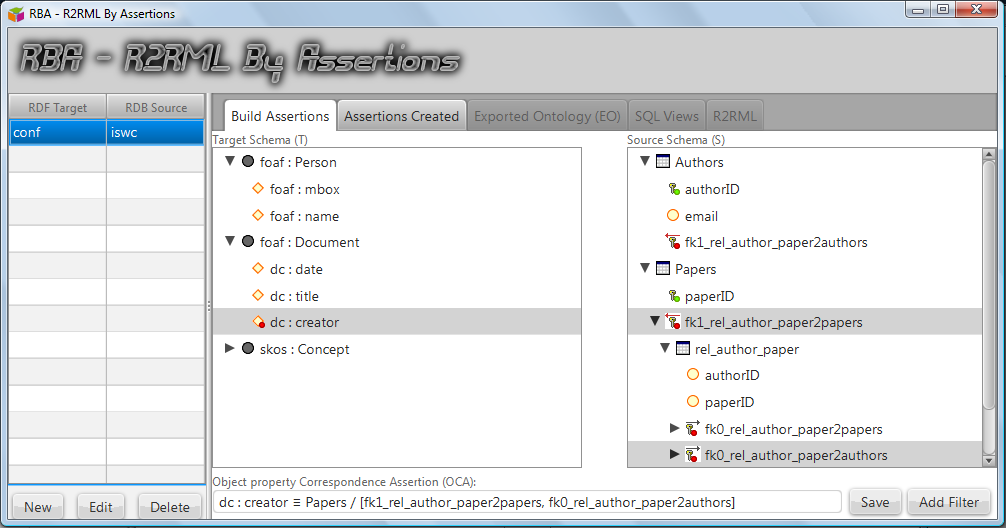 RBA - R2RML By Assertions
RBA - R2RML By Assertions
RDF Target RDB Source
conf iswc
Build Assertions Assertions Created Exported Ontology (EO) SQL Views R2RML
Target Schema (T)
foaf : Person
foaf : mbox
foaf : name
foaf : Document
dc : date
dc : title
dc : creator
skos : Concept
Source Schema (S)
Authors
authorID
email
fk1_rel_author_paper2authors
Papers
paperID
fk1_rel_author_paper2papers
rel_author_paper
authorID
paperID
fk0_rel_author_paper2papers
fk0_rel_author_paper2authors
Object property Correspondence Assertion (OCA):
dc : creator ≡ Papers / [fk1_rel_author_paper2papers, fk0_rel_author_paper2authors]
Save Add Filter
New Edit Delete